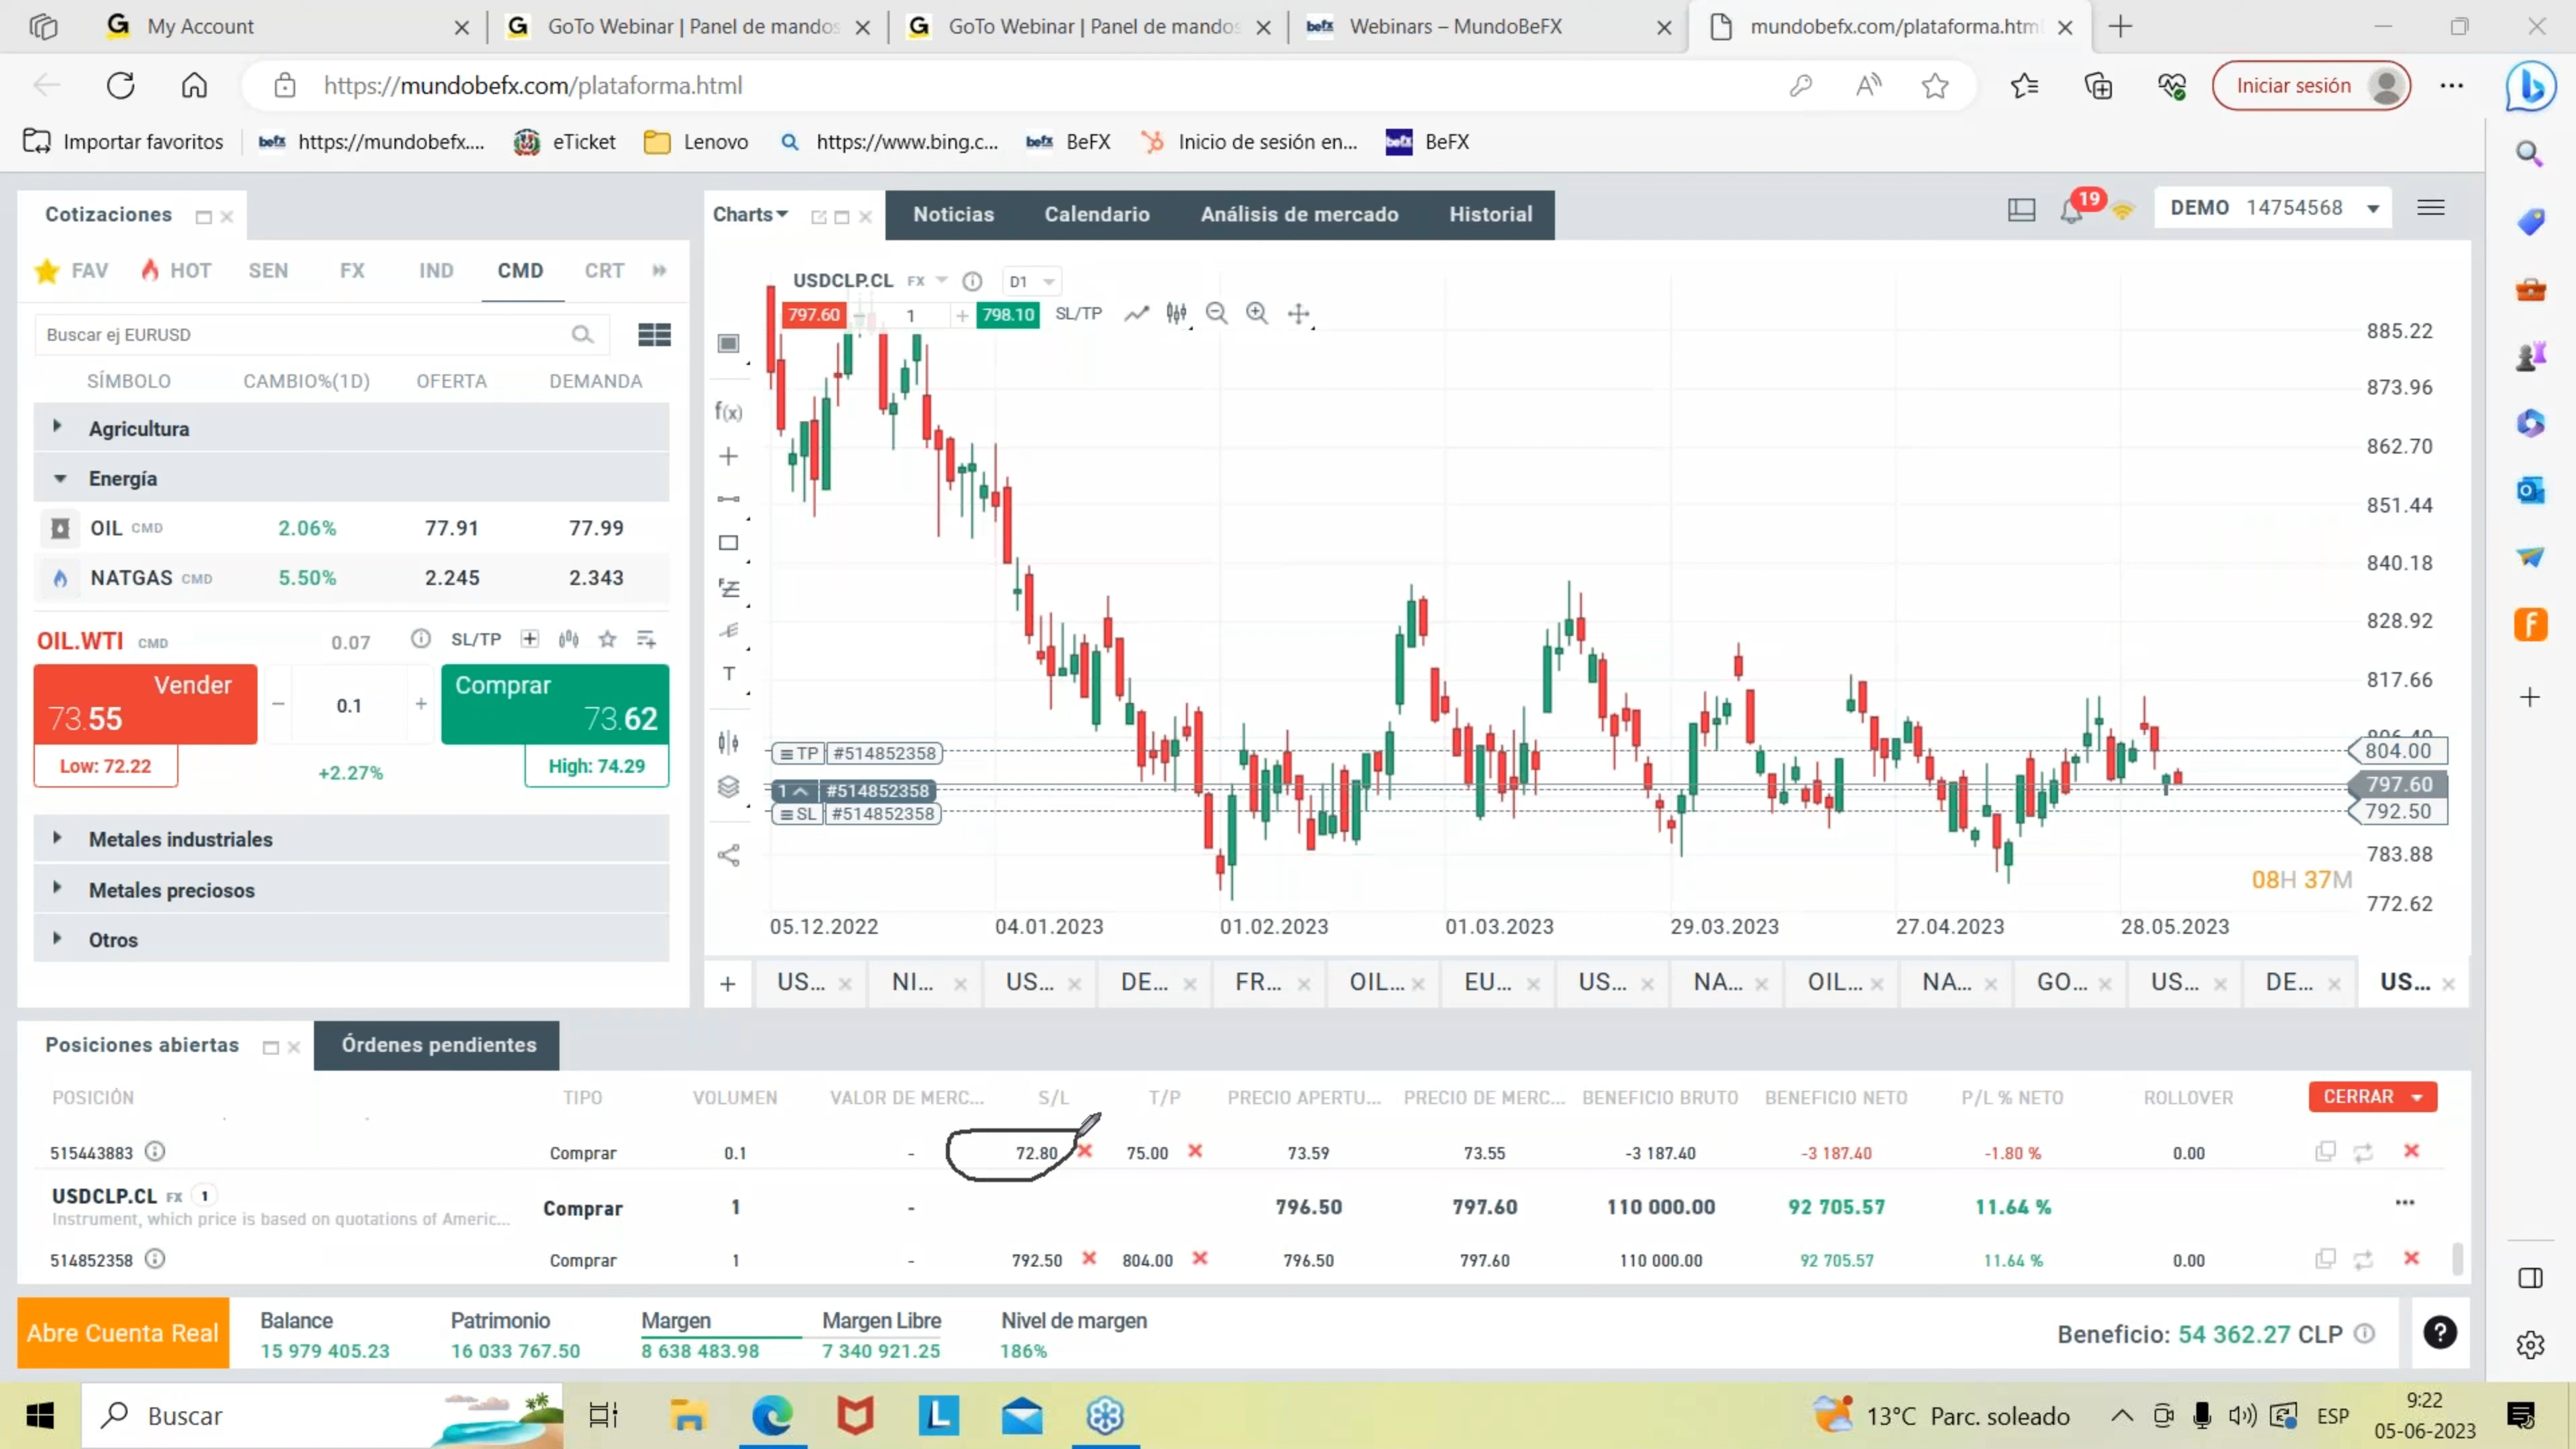 My Account
GoTo Webinar | Panel de mandos
GoTo Webinar | Panel de mandos
befx Webinars – MundoBeFX
mundobefx.com/plataforma.htm
https://mundobefx.com/plataforma.html
Iniciar sesión
Importar favoritos
befx https://mundobefx....
eTicket
Lenovo
https://www.bing.c...
befx BeFX
Inicio de sesión en...
befx BeFX
Cotizaciones
Charts
Noticias
Calendario
Análisis de mercado
Historial
19
DEMO 14754568
FAV HOT SEN FX IND CMD CRT
Buscar ej EURUSD
SÍMBOLO CAMBIO%(1D) OFERTA DEMANDA
Agricultura
Energía
OIL CMD 2.06% 77.91 77.99
NATGAS CMD 5.50% 2.245 2.343
OIL.WTI CMD 0.07 SL/TP
Vender 73.55
0.1
Comprar 73.62
Low: 72.22
+2.27%
High: 74.29
Metales industriales
Metales preciosos
Otros
USDCLP.CL FX D1
797.60 1 798.10 SL/TP
f(x)
T
885.22
873.96
862.70
851.44
840.18
828.92
817.66
804.00
797.60
792.50
783.88
772.62
TP #514852358
1 #514852358
SL #514852358
08H 37M
05.12.2022 04.01.2023 01.02.2023 01.03.2023 29.03.2023 27.04.2023 28.05.2023
US... NI... US... DE... FR... OIL... EU... US... NA... OIL... NA... GO... US... DE... US...
Posiciones abiertas
Órdenes pendientes
POSICIÓN TIPO VOLUMEN VALOR DE MERC... S/L T/P PRECIO APERTU... PRECIO DE MERC... BENEFICIO BRUTO BENEFICIO NETO P/L % NETO ROLLOVER CERRAR
515443883 Comprar 0.1 - 72.80 75.00 73.59 73.55 -3 187.40 -3 187.40 -1.80 % 0.00
USDCLP.CL FX 1 Comprar 1 - 796.50 797.60 110 000.00 92 705.57 11.64 %
Instrument, which price is based on quotations of Americ...
514852358 Comprar 1 - 792.50 804.00 796.50 797.60 110 000.00 92 705.57 11.64 % 0.00
Abre Cuenta Real
Balance Patrimonio Margen Margen Libre Nivel de margen
15 979 405.23 16 033 767.50 8 638 483.98 7 340 921.25 186%
Beneficio: 54 362.27 CLP
Buscar
13°C Parc. soleado
ESP
9:22
05-06-2023